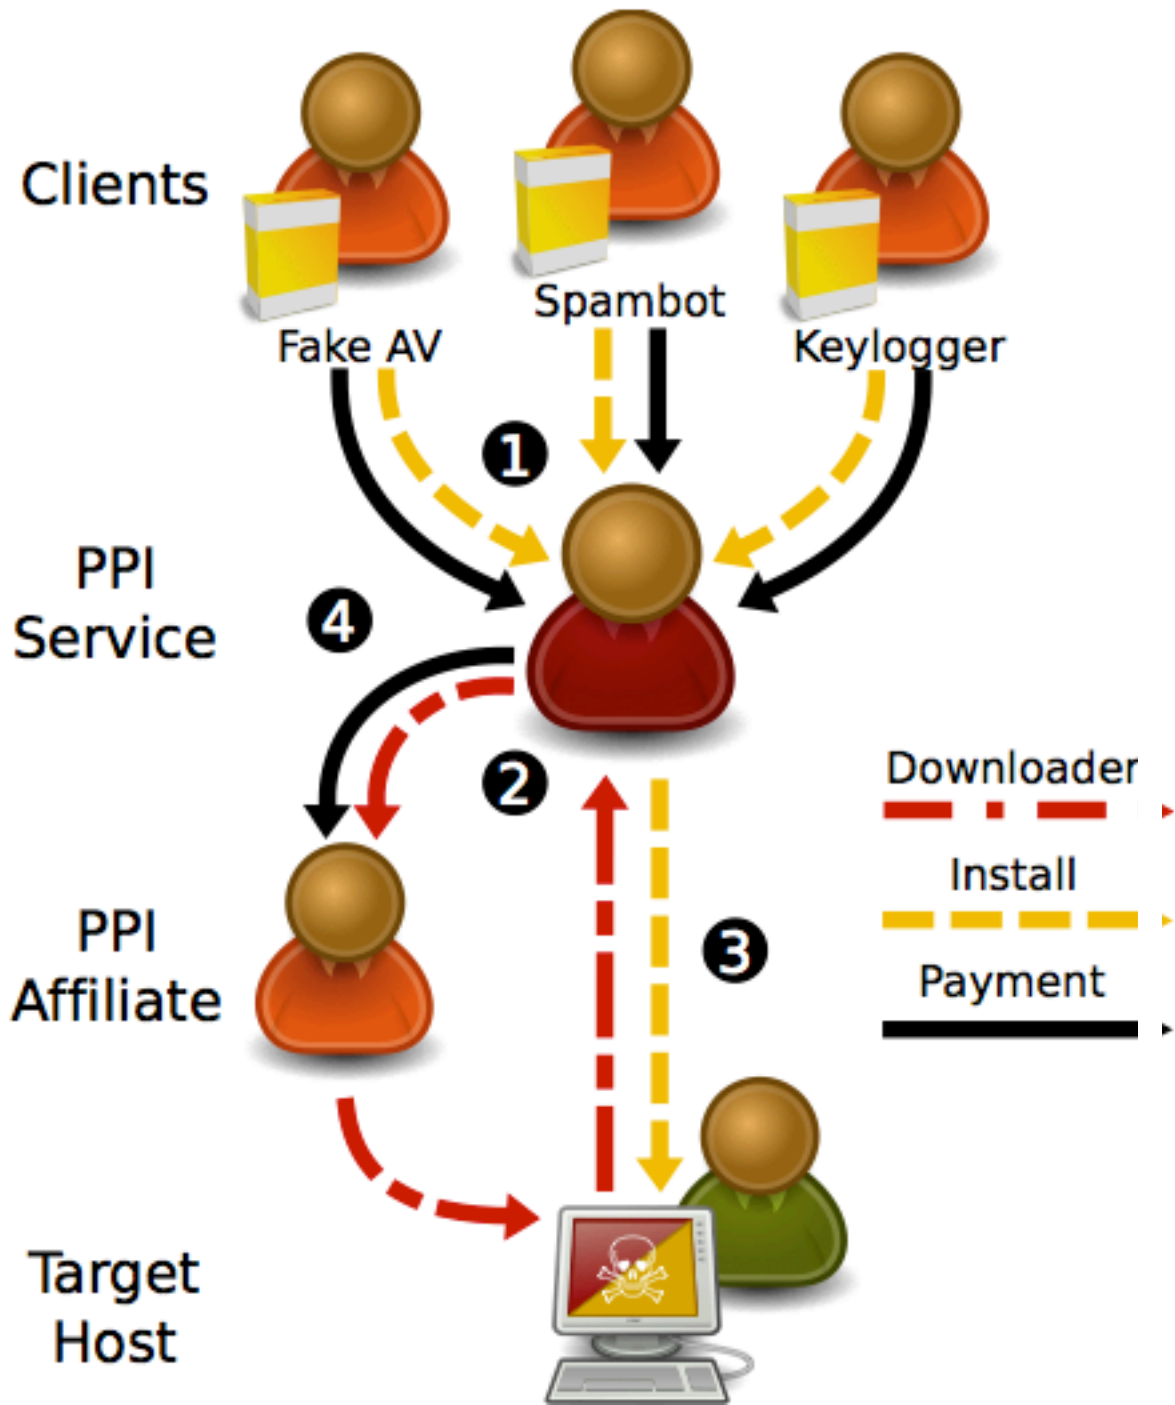 Clients
Fake AV
Spambot
Keylogger
1
PPI
Service
4
2
Downloader
Install
Payment
3
PPI
Affiliate
Target
Host